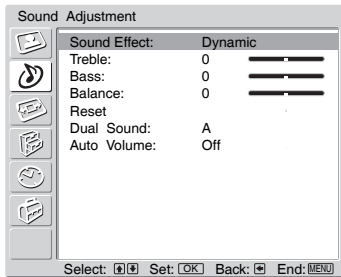 Sound Adjustment
Sound Effect: Dynamic
Treble: 0
Bass: 0
Balance: 0
Reset
Dual Sound: A
Auto Volume: Off
Select: Set: OK Back: End: MENU